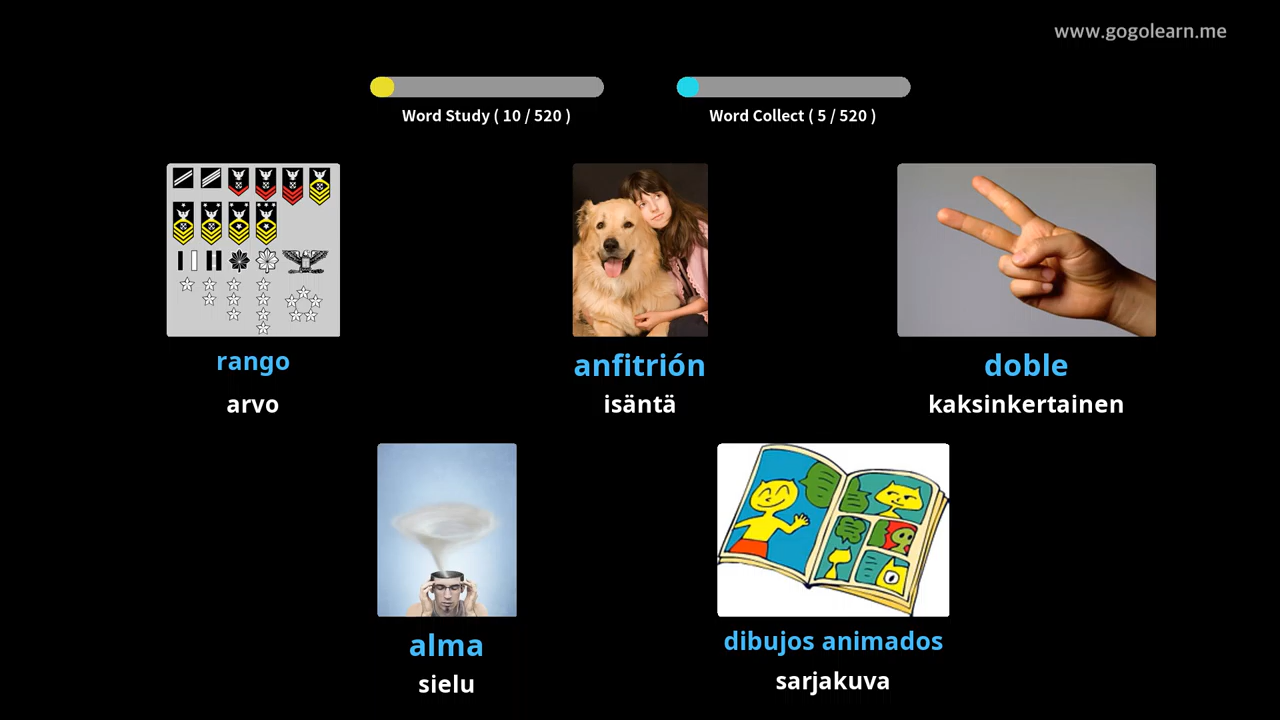 www.gogolearn.me
Word Study ( 10 / 520 )
Word Collect ( 5 / 520 )
rango
anfitrión
doble
arvo
isäntä
kaksinkertainen
alma
dibujos animados
sielu
sarjakuva